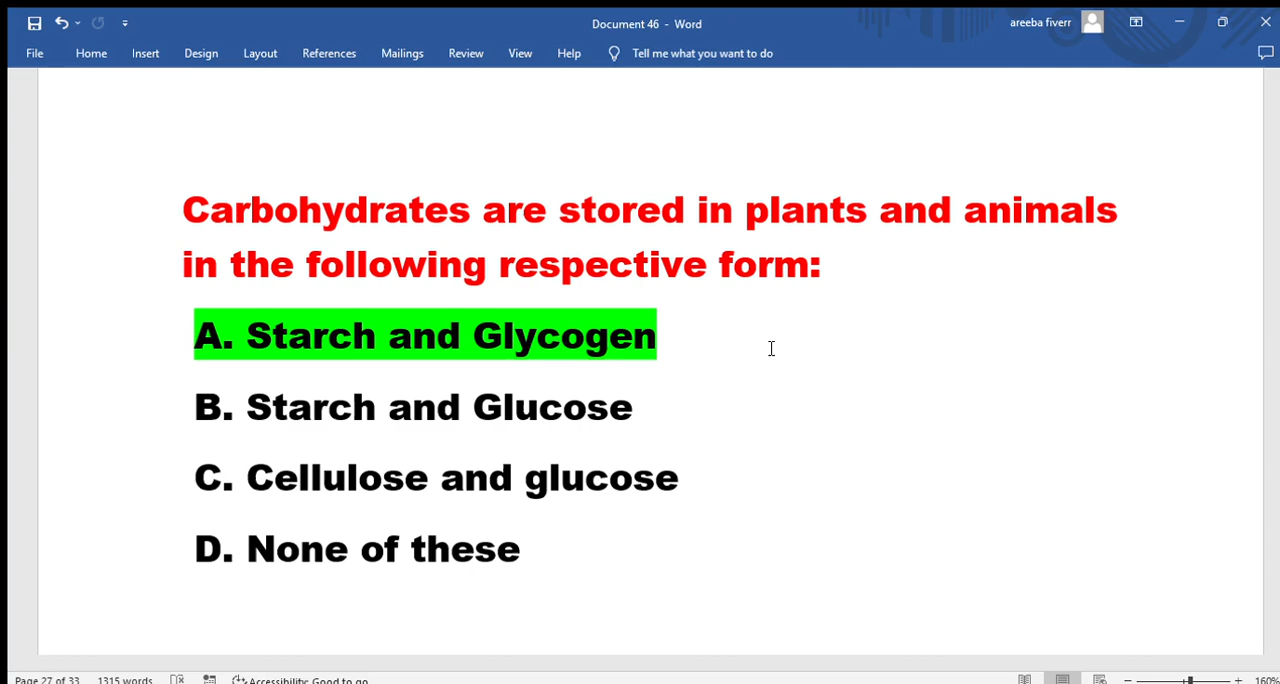 Document 46 - Word
areeba fiverr
File Home Insert Design Layout References Mailings Review View Help Tell me what you want to do
Carbohydrates are stored in plants and animals
in the following respective form:
A. Starch and Glycogen
B. Starch and Glucose
C. Cellulose and glucose
D. None of these
Page 27 of 33 1315 words Accessibility: Good to go 160%